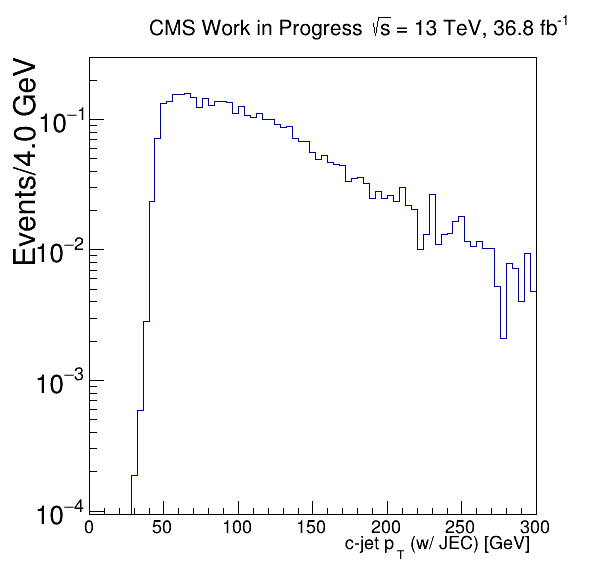 CMS Work in Progress √s = 13 TeV, 36.8 fb⁻¹
Events/4.0 GeV
10⁻¹
10⁻²
10⁻³
10⁻⁴
0 50 100 150 200 250 300
c-jet p_T (w/ JEC) [GeV]